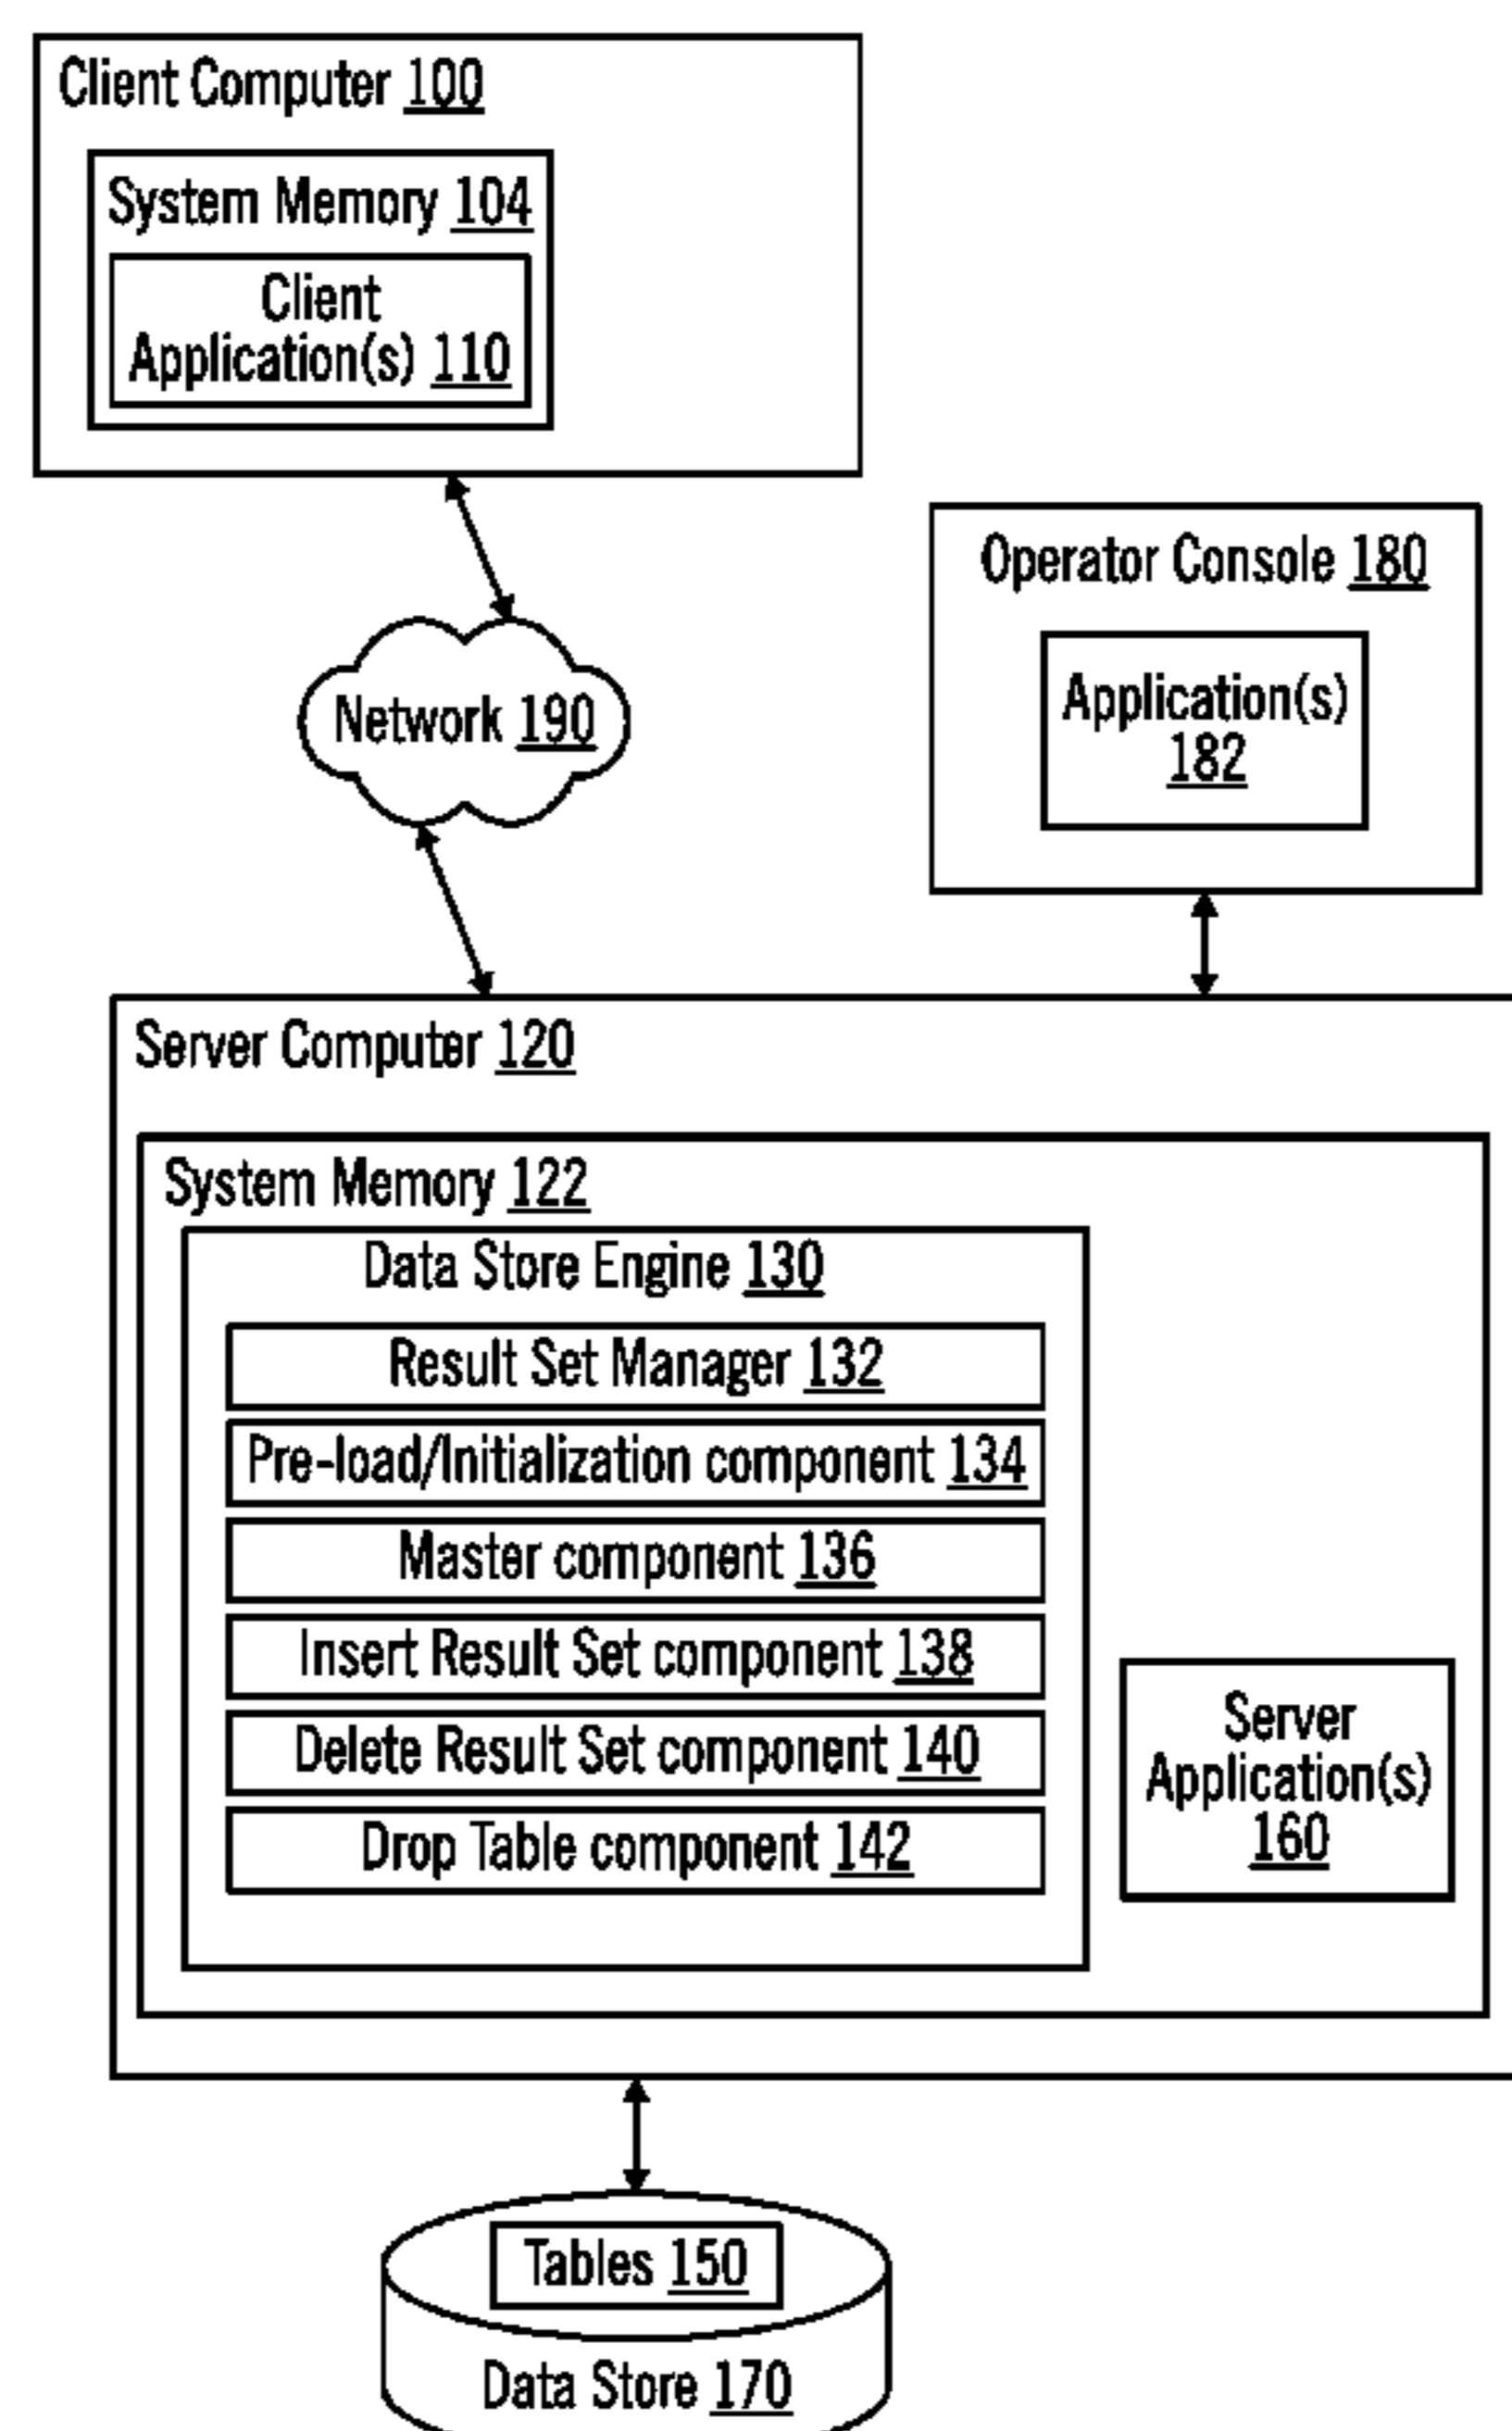 Client Computer 100
System Memory 104
Client
Application(s) 110
Operator Console 180
Application(s)
182
Network 190
Server Computer 120
System Memory 122
Data Store Engine 130
Result Set Manager 132
Pre-load/Initialization component 134
Master component 136
Insert Result Set component 138
Delete Result Set component 140
Drop Table component 142
Server
Application(s)
160
Tables 150
Data Store 170